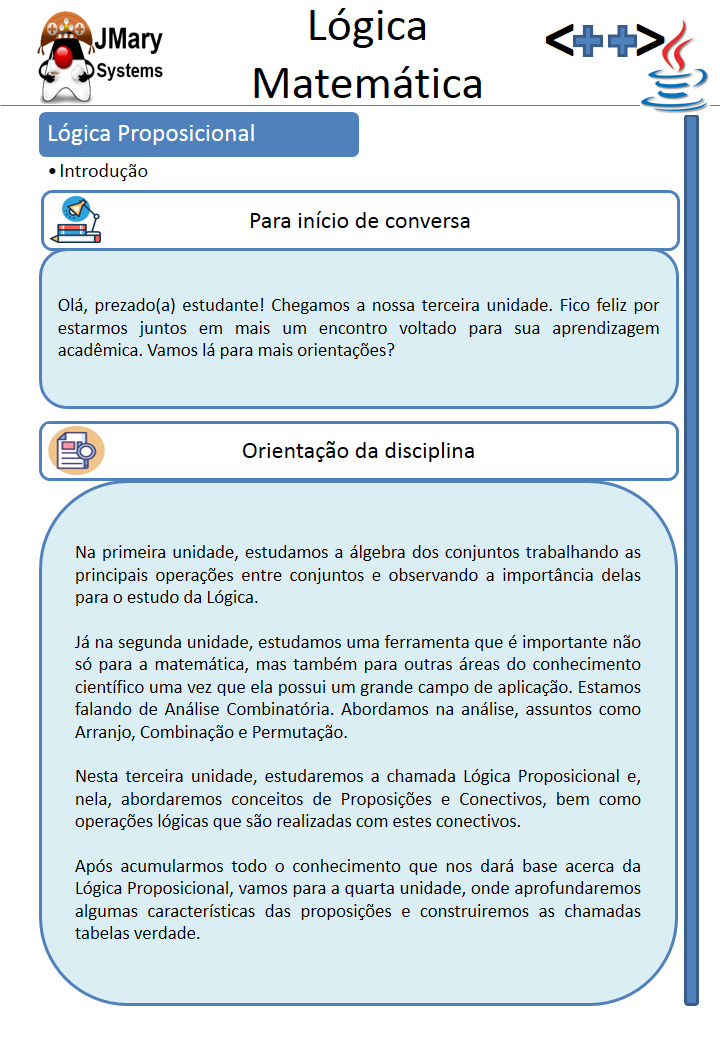 JMary
Systems
Lógica
Matemática
<++>
Lógica Proposicional
•Introdução
Para início de conversa
Olá, prezado(a) estudante! Chegamos a nossa terceira unidade. Fico feliz por
estarmos juntos em mais um encontro voltado para sua aprendizagem
acadêmica. Vamos lá para mais orientações?
Orientação da disciplina
Na primeira unidade, estudamos a álgebra dos conjuntos trabalhando as
principais operações entre conjuntos e observando a importância delas
para o estudo da Lógica.
Já na segunda unidade, estudamos uma ferramenta que é importante não
só para a matemática, mas também para outras áreas do conhecimento
científico uma vez que ela possui um grande campo de aplicação. Estamos
falando de Análise Combinatória. Abordamos na análise, assuntos como
Arranjo, Combinação e Permutação.
Nesta terceira unidade, estudaremos a chamada Lógica Proposicional e,
nela, abordaremos conceitos de Proposições e Conectivos, bem como
operações lógicas que são realizadas com estes conectivos.
Após acumularmos todo o conhecimento que nos dará base acerca da
Lógica Proposicional, vamos para a quarta unidade, onde aprofundaremos
algumas características das proposições e construiremos as chamadas
tabelas verdade.